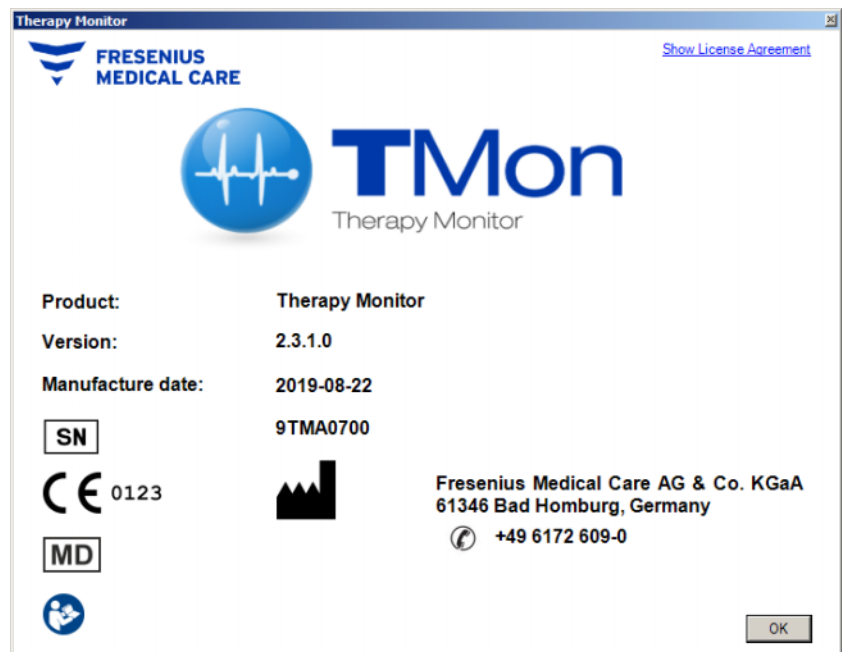 Therapy Monitor
FRESENIUS
MEDICAL CARE
Show License Agreement
TMon
Therapy Monitor
Product: Therapy Monitor
Version: 2.3.1.0
Manufacture date: 2019-08-22
SN 9TMA0700
CE 0123
Fresenius Medical Care AG & Co. KGaA
61346 Bad Homburg, Germany
+49 6172 609-0
MD
OK